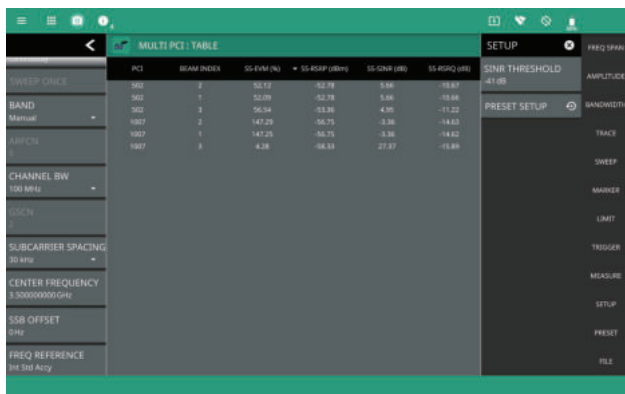 MULTI PCI : TABLE
SETUP
FREQ SPAN
PCI BEAM INDEX SS-EVM (%) SS-RSRP (dBm) SS-SINR (dB) SS-RSRQ (dB)
502 2 52.12 -52.78 5.66 -10.67
502 1 52.09 -52.78 5.66 -10.66
502 3 56.54 -53.36 4.95 -11.22
1007 2 147.29 -56.75 -3.36 -14.63
1007 1 147.25 -56.75 -3.36 -14.62
1007 3 4.28 -58.33 27.37 -15.89
SWEEP ONCE
BAND
Manual
ARFCN
CHANNEL BW
100 MHz
GSCN
SUBCARRIER SPACING
30 kHz
CENTER FREQUENCY
3.500000000 GHz
SSB OFFSET
0 Hz
FREQ REFERENCE
Int Std Accy
SINR THRESHOLD
-41 dB
PRESET SETUP
AMPLITUDE
BANDWIDTH
TRACE
SWEEP
MARKER
LIMIT
TRIGGER
MEASURE
SETUP
PRESET
FILE